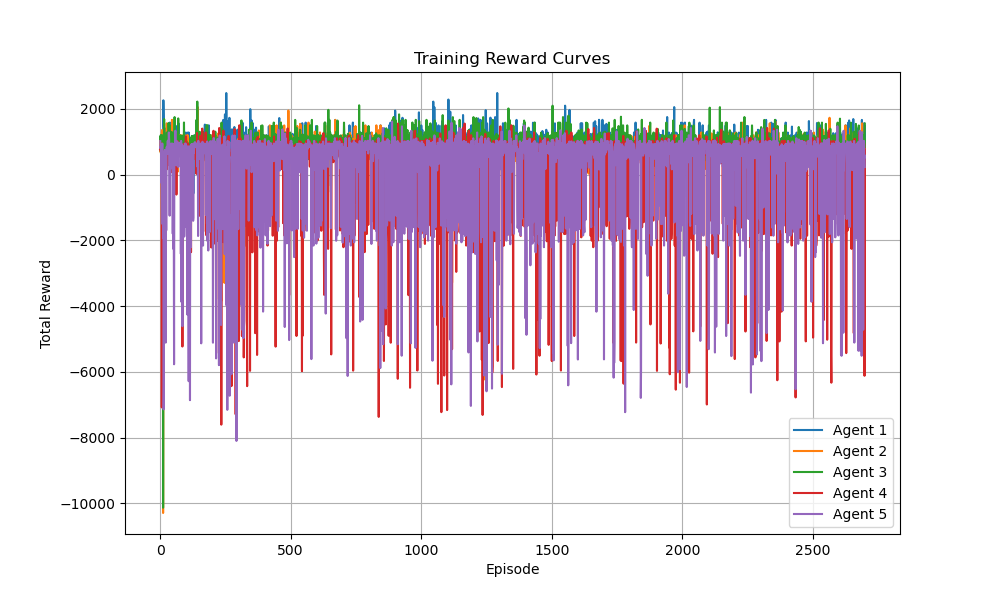 Training Reward Curves
Total Reward
2000
0
−2000
−4000
−6000
−8000
−10000
0 500 1000 1500 2000 2500
Episode
Agent 1
Agent 2
Agent 3
Agent 4
Agent 5